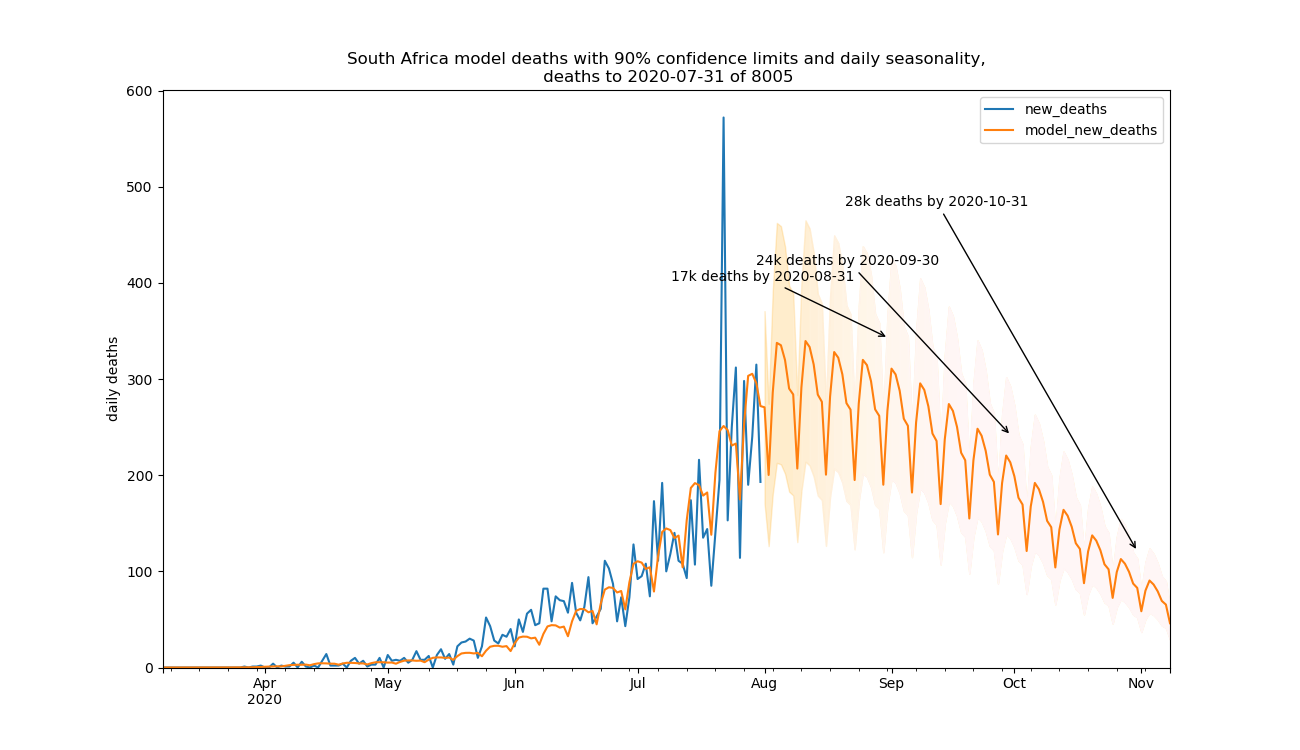 South Africa model deaths with 90% confidence limits and daily seasonality,
deaths to 2020-07-31 of 8005
new_deaths
model_new_deaths
28k deaths by 2020-10-31
24k deaths by 2020-09-30
17k deaths by 2020-08-31
daily deaths
600
500
400
300
200
100
0
Apr May Jun Jul Aug Sep Oct Nov
2020